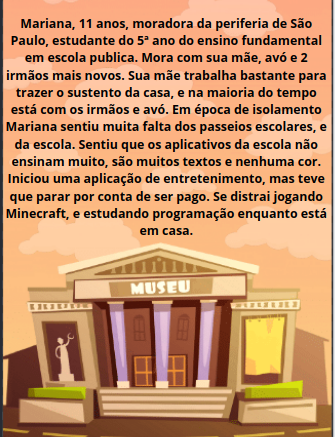 Mariana, 11 anos, moradora da periferia de São
Paulo, estudante do 5ª ano do ensino fundamental
em escola publica. Mora com sua mãe, avó e 2
irmãos mais novos. Sua mãe trabalha bastante para
trazer o sustento da casa, e na maioria do tempo
está com os irmãos e avó. Em época de isolamento
Mariana sentiu muita falta dos passeios escolares, e
da escola. Sentiu que os aplicativos da escola não
ensinam muito, são muitos textos e nenhuma cor.
Iniciou uma aplicação de entretenimento, mas teve
que parar por conta de ser pago. Se distrai jogando
Minecraft, e estudando programação enquanto está
em casa.
MUSEU